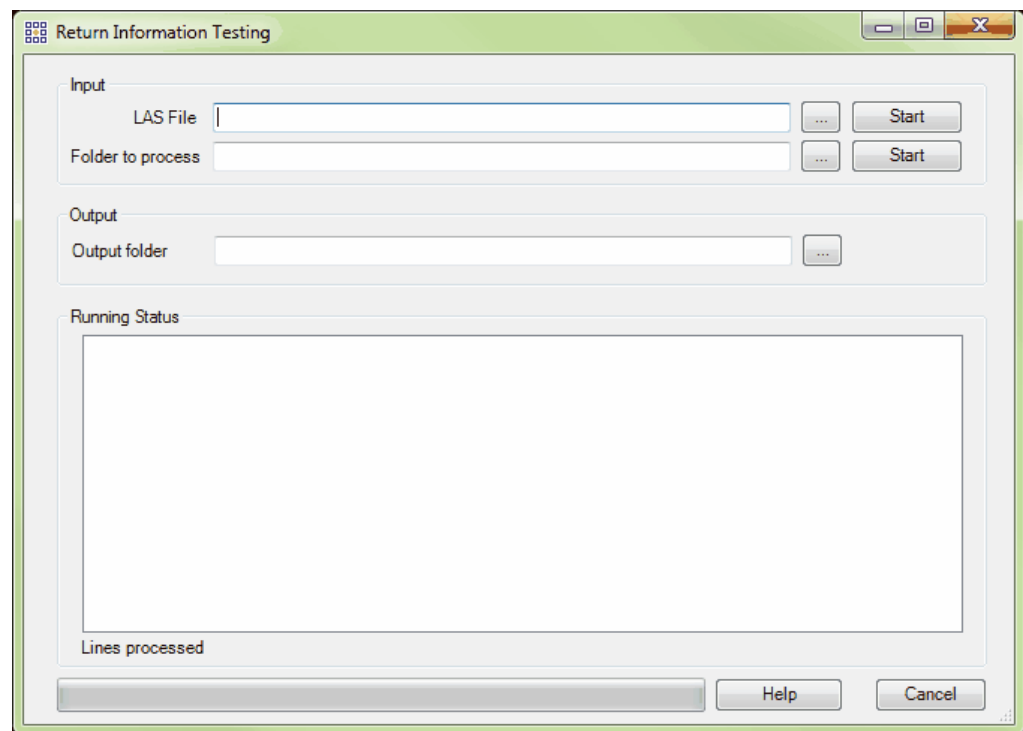 Return Information Testing
Input
LAS File ... Start
Folder to process ... Start
Output
Output folder ...
Running Status
Lines processed
Help Cancel